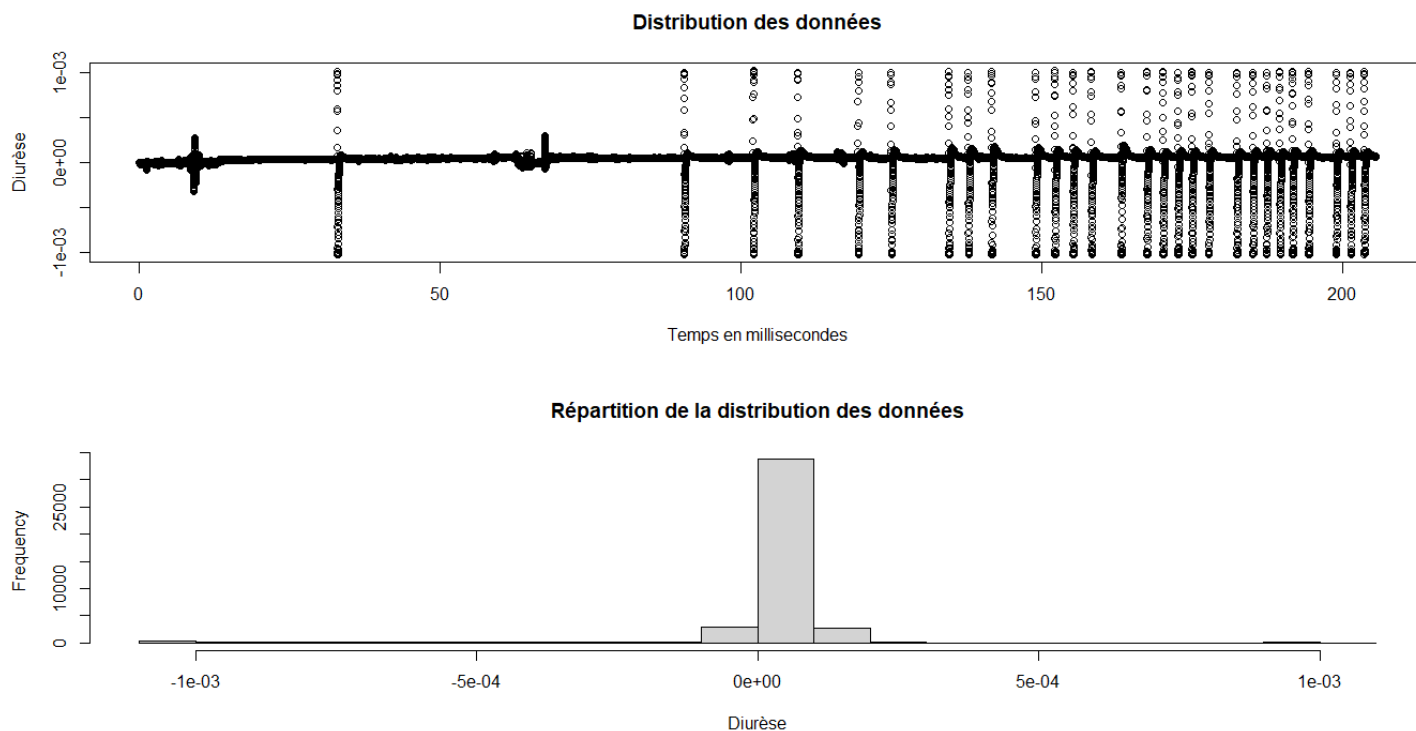 Distribution des données
Diurèse
1e-03
0e+00
-1e-03
0 50 100 150 200
Temps en millisecondes
Répartition de la distribution des données
Frequency
25000
10000
0
-1e-03 -5e-04 0e+00 5e-04 1e-03
Diurèse